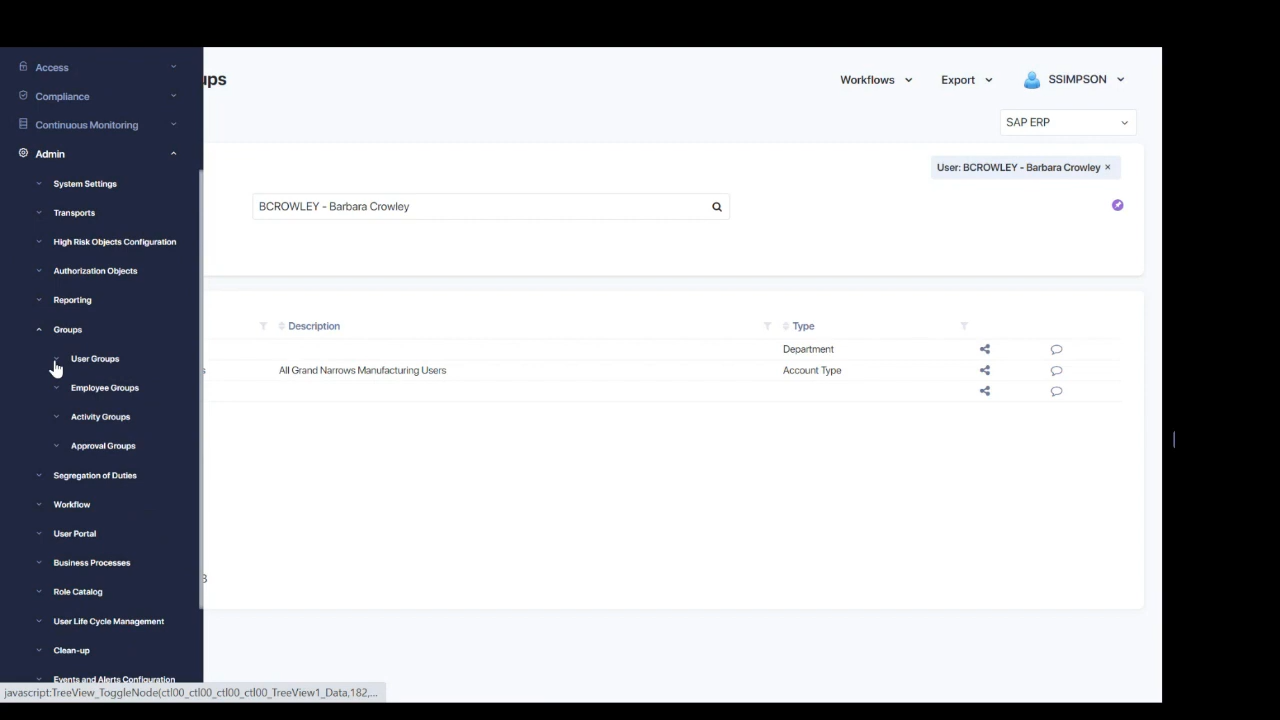 Access
Compliance
Continuous Monitoring
Admin
System Settings
Transports
High Risk Objects Configuration
Authorization Objects
Reporting
Groups
User Groups
Employee Groups
Activity Groups
Approval Groups
Segregation of Duties
Workflow
User Portal
Business Processes
Role Catalog
User Life Cycle Management
Clean-up
Events and Alerts Configuration
javascript:TreeView_ToggleNode(ctl00_ctl00_ctl00_ctl00_TreeView1_Data,182,...
ups
Workflows
Export
SSIMPSON
SAP ERP
User: BCROWLEY - Barbara Crowley ×
BCROWLEY - Barbara Crowley
Description Type
Department
s All Grand Narrows Manufacturing Users Account Type